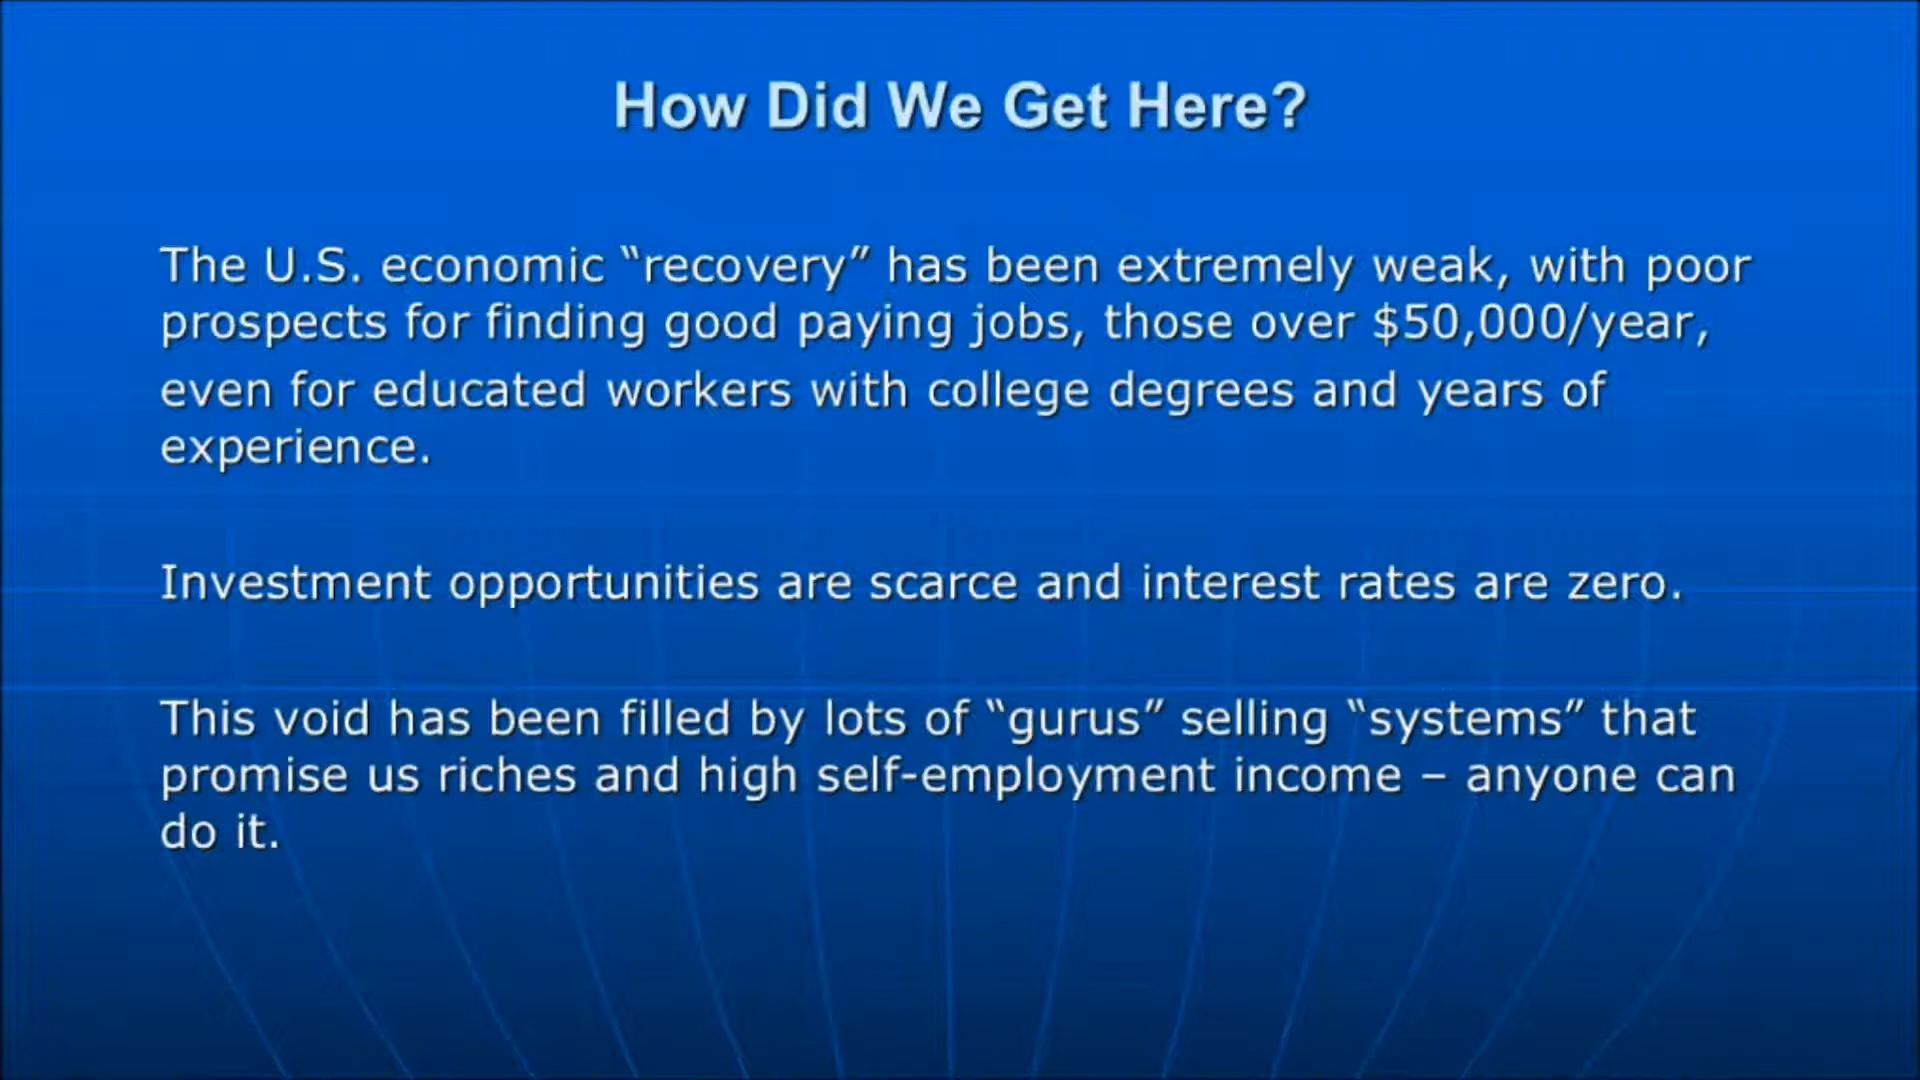 How Did We Get Here?
The U.S. economic “recovery” has been extremely weak, with poor
prospects for finding good paying jobs, those over $50,000/year,
even for educated workers with college degrees and years of
experience.
Investment opportunities are scarce and interest rates are zero.
This void has been filled by lots of “gurus” selling “systems” that
promise us riches and high self-employment income – anyone can
do it.